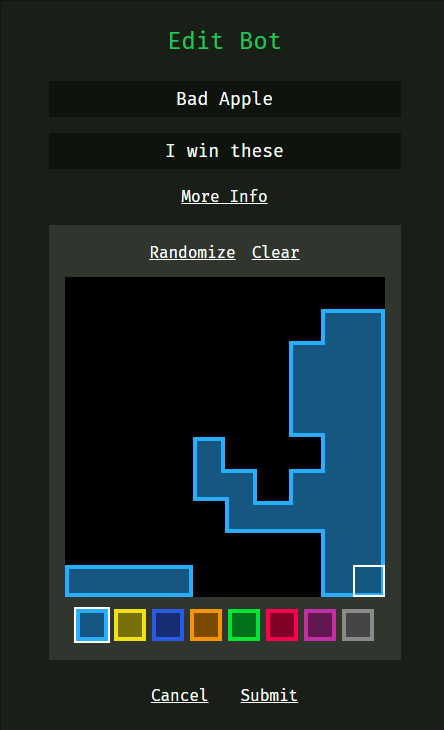 Edit Bot
Bad Apple
I win these
More Info
Randomize Clear
Cancel Submit